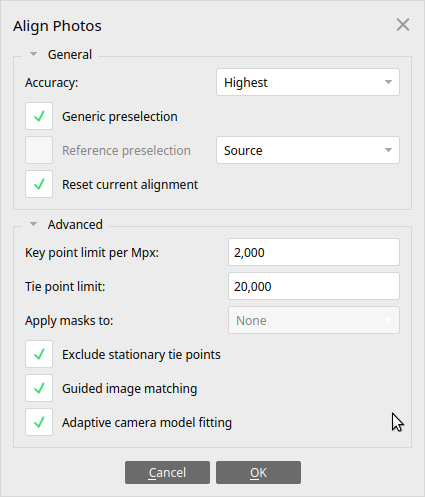 Align Photos
General
Accuracy: Highest
Generic preselection
Reference preselection Source
Reset current alignment
Advanced
Key point limit per Mpx: 2,000
Tie point limit: 20,000
Apply masks to: None
Exclude stationary tie points
Guided image matching
Adaptive camera model fitting
Cancel OK